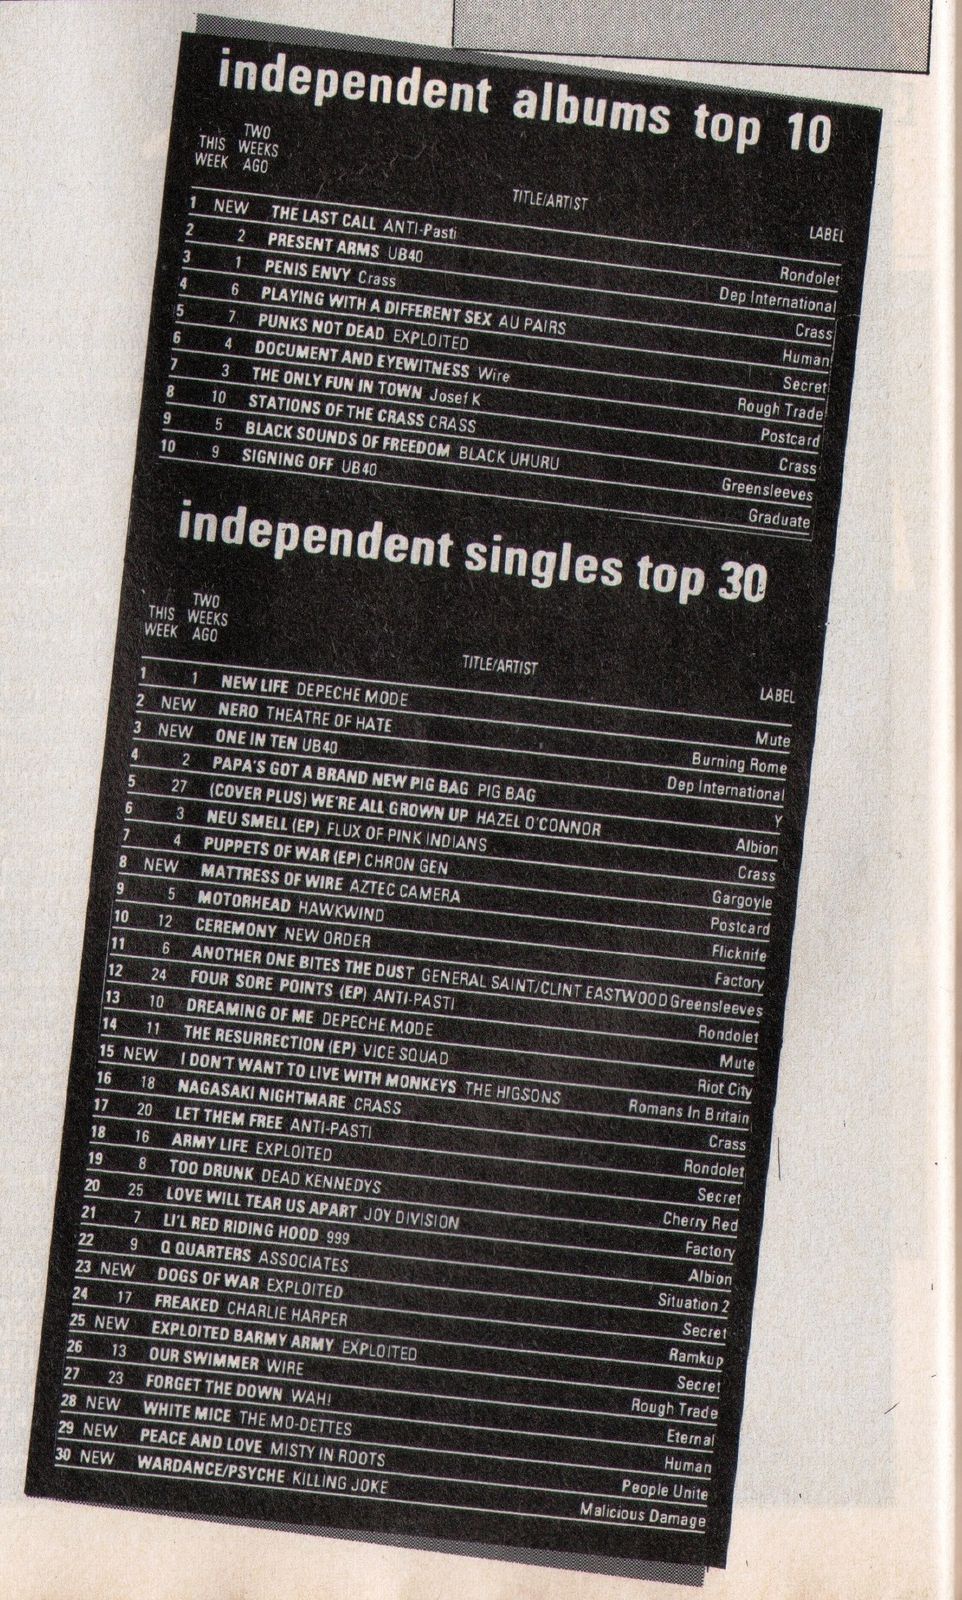 independent albums top 10
THIS WEEK TWO WEEKS AGO TITLE/ARTIST LABEL
1 NEW THE LAST CALL ANTI-Pasti Rondolet
2 2 PRESENT ARMS UB40 Dep International
3 1 PENIS ENVY Crass Crass
4 6 PLAYING WITH A DIFFERENT SEX AU PAIRS Human
5 7 PUNKS NOT DEAD EXPLOITED Secret
6 4 DOCUMENT AND EYEWITNESS Wire Rough Trade
7 3 THE ONLY FUN IN TOWN Josef K Postcard
8 10 STATIONS OF THE CRASS CRASS Crass
9 5 BLACK SOUNDS OF FREEDOM BLACK UHURU Greensleeves
10 9 SIGNING OFF UB40 Graduate
independent singles top 30
THIS WEEK TWO WEEKS AGO TITLE/ARTIST LABEL
1 1 NEW LIFE DEPECHE MODE Mute
2 NEW NERO THEATRE OF HATE Burning Rome
3 NEW ONE IN TEN UB40 Dep International
4 2 PAPA'S GOT A BRAND NEW PIG BAG PIG BAG Y
5 27 (COVER PLUS) WE'RE ALL GROWN UP HAZEL O'CONNOR Albion
6 3 NEU SMELL (EP) FLUX OF PINK INDIANS Crass
7 4 PUPPETS OF WAR (EP) CHRON GEN Gargoyle
8 NEW MATTRESS OF WIRE AZTEC CAMERA Postcard
9 5 MOTORHEAD HAWKWIND Flicknife
10 12 CEREMONY NEW ORDER Factory
11 6 ANOTHER ONE BITES THE DUST GENERAL SAINT/CLINT EASTWOOD Greensleeves
12 24 FOUR SORE POINTS (EP) ANTI-PASTI Rondolet
13 10 DREAMING OF ME DEPECHE MODE Mute
14 11 THE RESURRECTION (EP) VICE SQUAD Riot City
15 NEW I DON'T WANT TO LIVE WITH MONKEYS THE HIGSONS Romans In Britain
16 18 NAGASAKI NIGHTMARE CRASS Crass
17 20 LET THEM FREE ANTI-PASTI Rondolet
18 16 ARMY LIFE EXPLOITED Secret
19 8 TOO DRUNK DEAD KENNEDYS Cherry Red
20 25 LOVE WILL TEAR US APART JOY DIVISION Factory
21 7 LI'L RED RIDING HOOD 999 Albion
22 9 Q QUARTERS ASSOCIATES Situation 2
23 NEW DOGS OF WAR EXPLOITED Secret
24 17 FREAKED CHARLIE HARPER Ramkup
25 NEW EXPLOITED BARMY ARMY EXPLOITED Secret
26 13 OUR SWIMMER WIRE Rough Trade
27 23 FORGET THE DOWN WAH! Eternal
28 NEW WHITE MICE THE MO-DETTES Human
29 NEW PEACE AND LOVE MISTY IN ROOTS People Unite
30 NEW WARDANCE/PSYCHE KILLING JOKE Malicious Damage